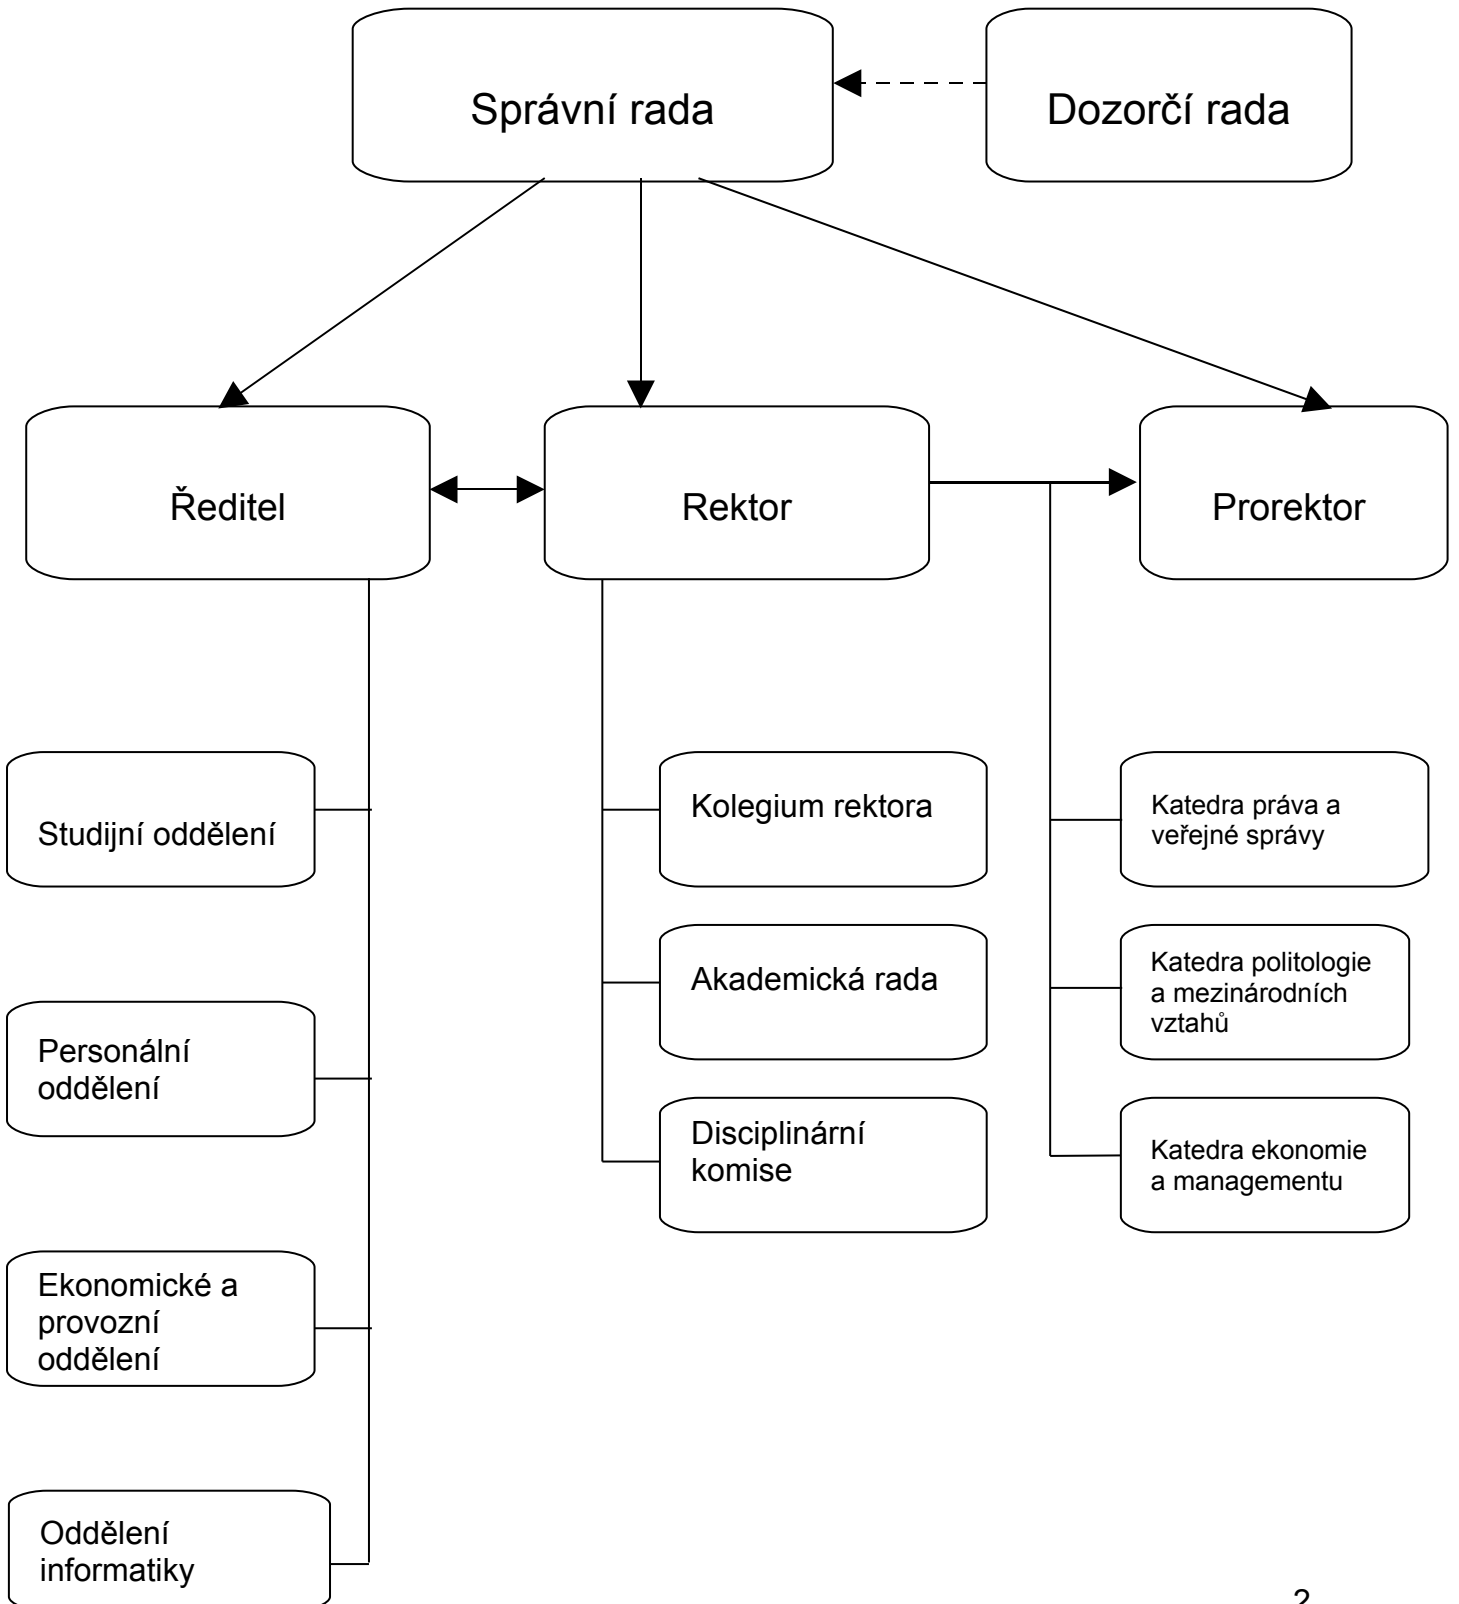 Správní rada
Dozorčí rada
Ředitel
Rektor
Prorektor
Studijní oddělení
Kolegium rektora
Katedra práva a
veřejné správy
Akademická rada
Katedra politologie
a mezinárodních
vztahů
Personální
oddělení
Disciplinární
komise
Katedra ekonomie
a managementu
Ekonomické a
provozní
oddělení
Oddělení
informatiky
2